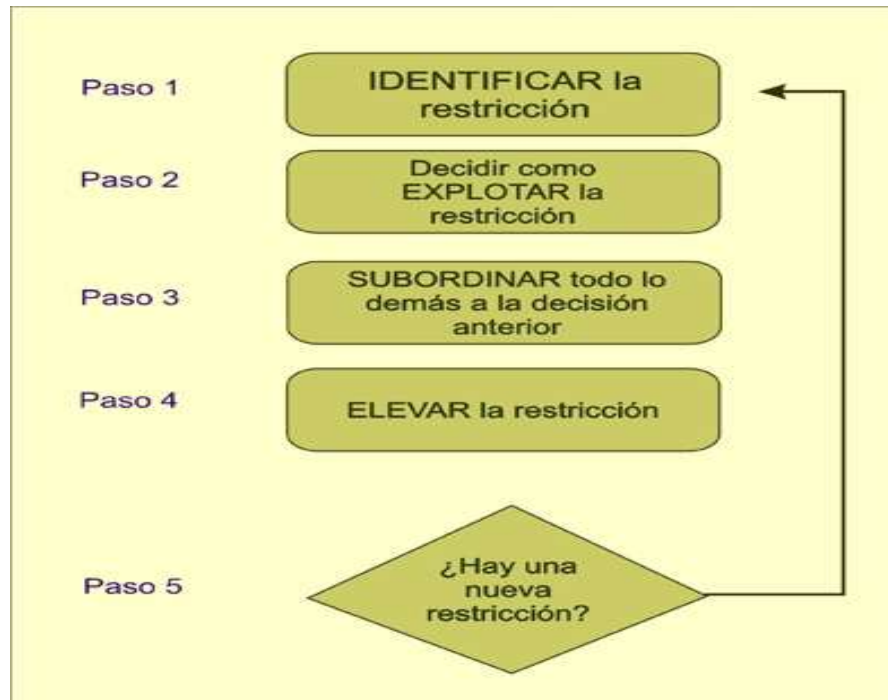 Paso 1
IDENTIFICAR la
restricción
Paso 2
Decidir como
EXPLOTAR la
restricción
Paso 3
SUBORDINAR todo lo
demás a la decisión
anterior
Paso 4
ELEVAR la restricción
Paso 5
¿Hay una
nueva
restricción?